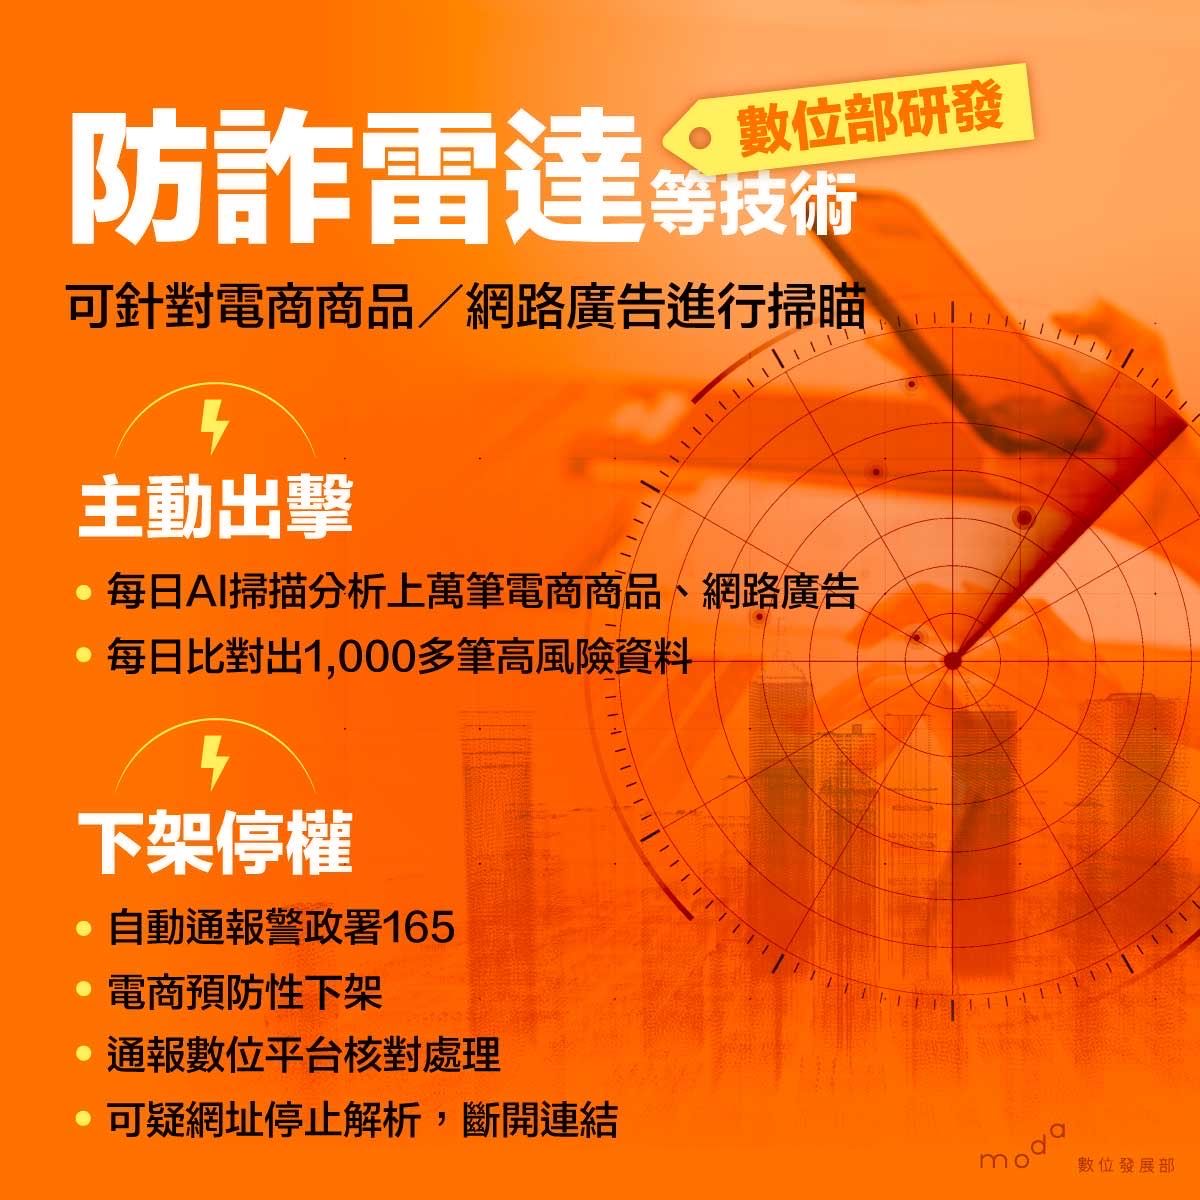 數位部研發
防詐雷達等技術
可針對電商商品／網路廣告進行掃瞄
主動出擊
每日AI掃描分析上萬筆電商商品、網路廣告
每日比對出1,000多筆高風險資料
下架停權
自動通報警政署165
電商預防性下架
通報數位平台核對處理
可疑網址停止解析，斷開連結
moda 數位發展部